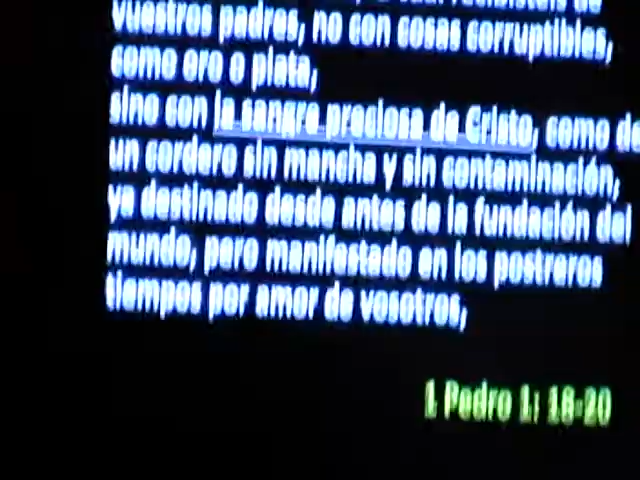 vuestros padres, no con cosas corruptibles,
como oro o plata,
sino con la sangre preciosa de Cristo, como de
un cordero sin mancha y sin contaminación,
ya destinado desde antes de la fundación del
mundo, pero manifestado en los postreros
tiempos por amor de vosotros,
1 Pedro 1: 18-20